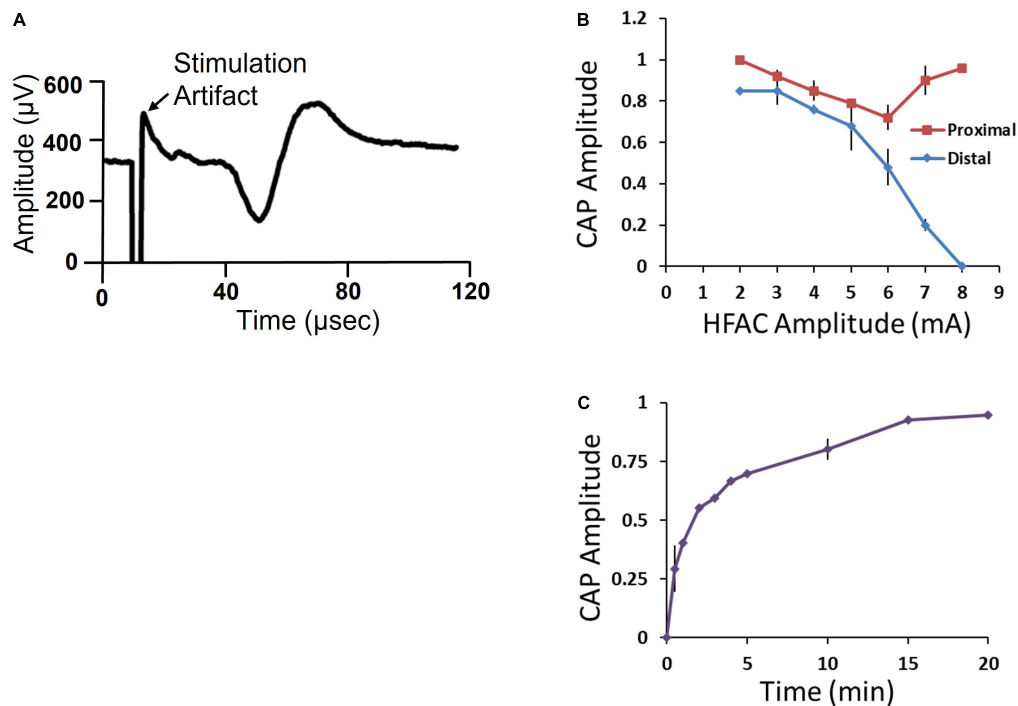 A
Stimulation
Artifact
Amplitude (µV)
600
400
200
0
0
40
80
120
Time (µsec)
B
CAP Amplitude
1.2
1
0.8
0.6
0.4
0.2
0
Proximal
Distal
0 1 2 3 4 5 6 7 8 9
HFAC Amplitude (mA)
C
CAP Amplitude
1
0.75
0.5
0.25
0
0 5 10 15 20
Time (min)